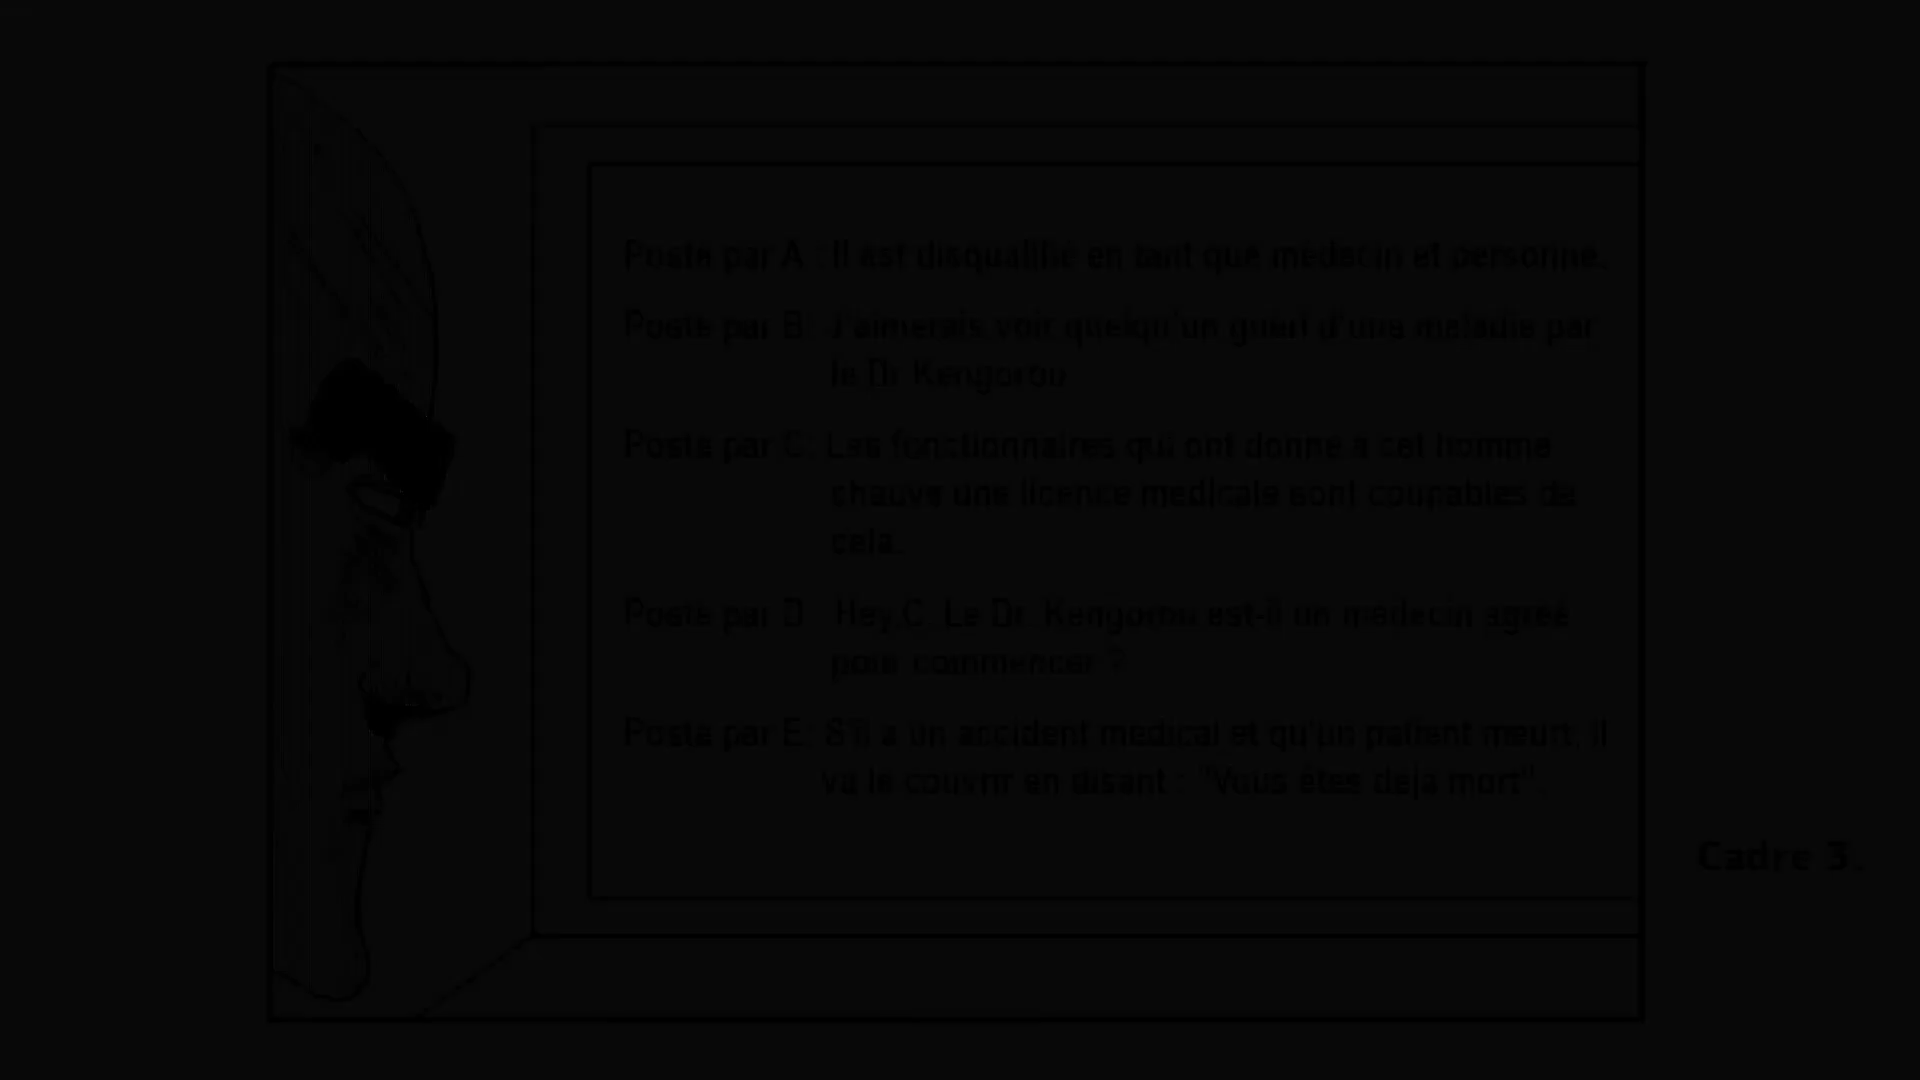 Posté par A : Il est disqualifié en tant que médecin et personne.
Posté par B : J'aimerais voir quelqu'un guéri d'une maladie par
le Dr. Kengorou
Posté par C : Les fonctionnaires qui ont donné à cet homme
chauve une licence médicale sont coupables de
cela.
Posté par D : Hey,C. Le Dr. Kengorou est-il un médecin agréé
pour commencer ?
Posté par E : S'il a un accident médical et qu'un patient meurt, il
va le couvrir en disant : "Vous êtes déjà mort".
Cadre 3.